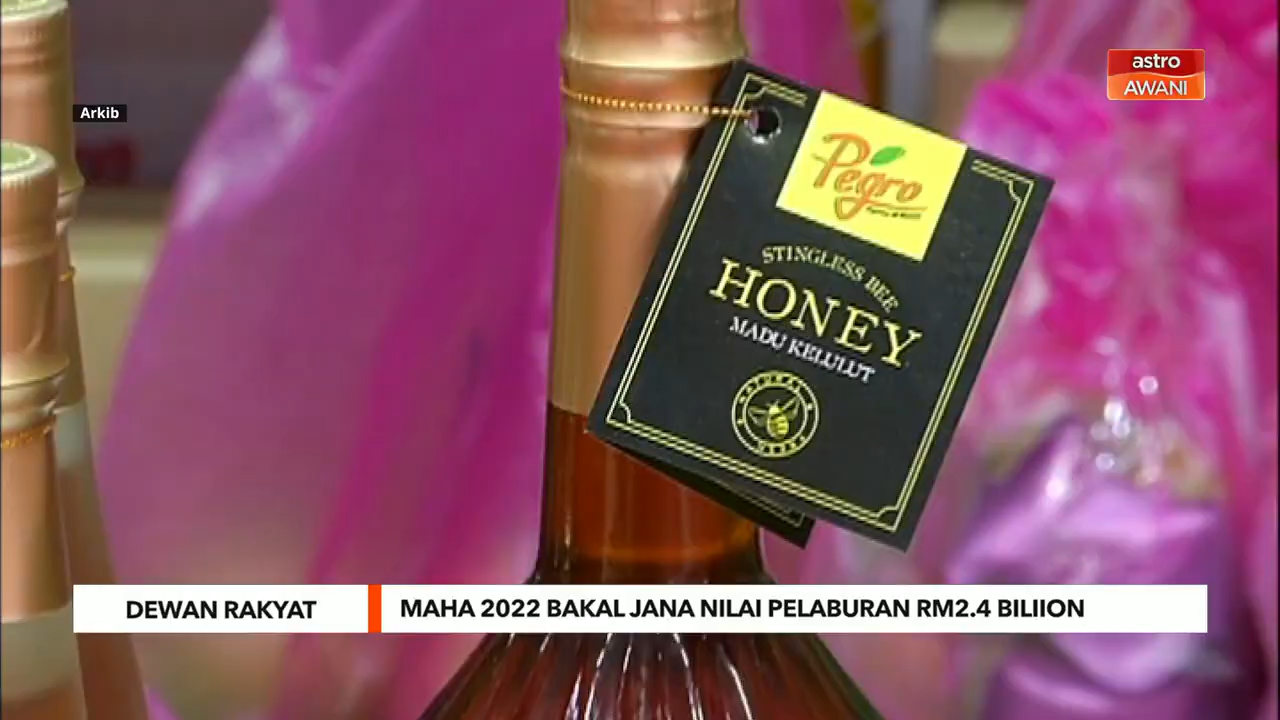 astro
AWANI
Arkib
Pegro
STINGLESS BEE
HONEY
MADU KELULUT
NATURAL
DEWAN RAKYAT
MAHA 2022 BAKAL JANA NILAI PELABURAN RM2.4 BILIION